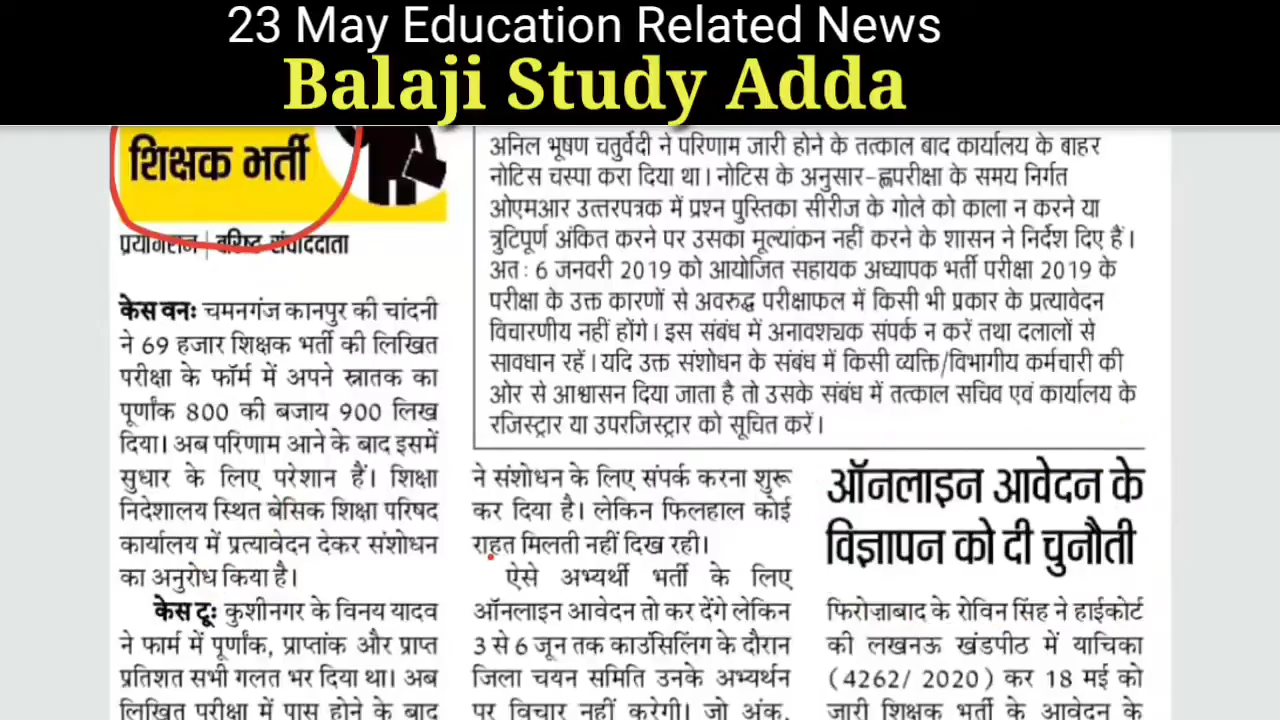 23 May Education Related News
Balaji Study Adda
शिक्षक भर्ती
प्रयागराज | वरिष्ठ संवाददाता
केस वनः चमनगंज कानपुर की चांदनी
ने 69 हजार शिक्षक भर्ती की लिखित
परीक्षा के फॉर्म में अपने स्नातक का
पूर्णांक 800 की बजाय 900 लिख
दिया। अब परिणाम आने के बाद इसमें
सुधार के लिए परेशान हैं। शिक्षा
निदेशालय स्थित बेसिक शिक्षा परिषद
कार्यालय में प्रत्यावेदन देकर संशोधन
का अनुरोध किया है।
केस टूः कुशीनगर के विनय यादव
ने फार्म में पूर्णांक, प्राप्तांक और प्राप्त
प्रतिशत सभी गलत भर दिया था। अब
लिखित परीक्षा में पास होने के बाद
अनिल भूषण चतुर्वेदी ने परिणाम जारी होने के तत्काल बाद कार्यालय के बाहर
नोटिस चस्पा करा दिया था। नोटिस के अनुसार-ह्लपरीक्षा के समय निर्गत
ओएमआर उत्तरपत्रक में प्रश्न पुस्तिका सीरीज के गोले को काला न करने या
त्रुटिपूर्ण अंकित करने पर उसका मूल्यांकन नहीं करने के शासन ने निर्देश दिए हैं।
अतः 6 जनवरी 2019 को आयोजित सहायक अध्यापक भर्ती परीक्षा 2019 के
परीक्षा के उक्त कारणों से अवरुद्ध परीक्षाफल में किसी भी प्रकार के प्रत्यावेदन
विचारणीय नहीं होंगे। इस संबंध में अनावश्यक संपर्क न करें तथा दलालों से
सावधान रहें। यदि उक्त संशोधन के संबंध में किसी व्यक्ति/विभागीय कर्मचारी की
ओर से आश्वासन दिया जाता है तो उसके संबंध में तत्काल सचिव एवं कार्यालय के
रजिस्ट्रार या उपरजिस्ट्रार को सूचित करें।
ने संशोधन के लिए संपर्क करना शुरू
कर दिया है। लेकिन फिलहाल कोई
राहत मिलती नहीं दिख रही।
ऐसे अभ्यर्थी भर्ती के लिए
ऑनलाइन आवेदन तो कर देंगे लेकिन
3 से 6 जून तक काउंसिलिंग के दौरान
जिला चयन समिति उनके अभ्यर्थन
पर विचार नहीं करेगी। जो अंक,
ऑनलाइन आवेदन के
विज्ञापन को दी चुनौती
फिरोज़ाबाद के रोविन सिंह ने हाईकोर्ट
की लखनऊ खंडपीठ में याचिका
(4262/ 2020) कर 18 मई को
जारी शिक्षक भर्ती के आवेदन के